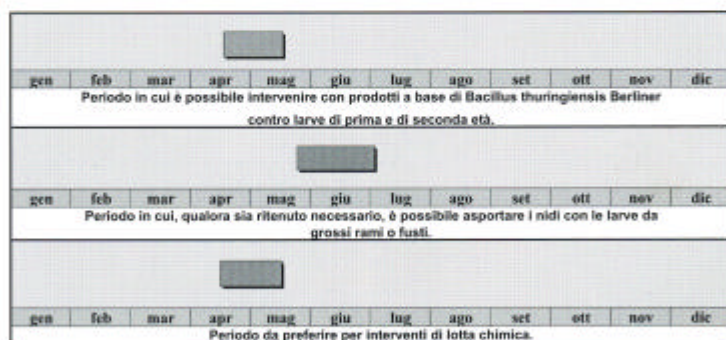 gen feb mar apr mag giu lug ago set ott nov dic
Periodo in cui è possibile intervenire con prodotti a base di Bacillus thuringiensis Berliner
contro larve di prima e di seconda età.
gen feb mar apr mag giu lug ago set ott nov dic
Periodo in cui, qualora sia ritenuto necessario, è possibile asportare i nidi con le larve da
grossi rami o fusti.
gen feb mar apr mag giu lug ago set ott nov dic
Periodo da preferire per interventi di lotta chimica.